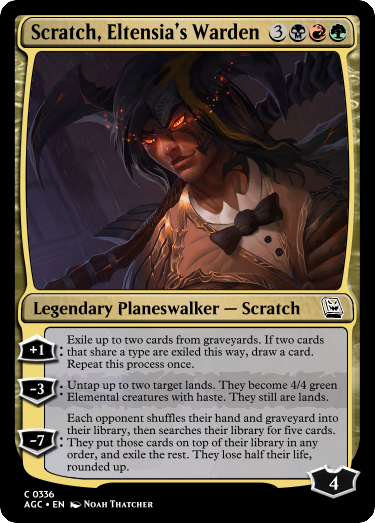 Scratch, Eltensia's Warden 3
Legendary Planeswalker — Scratch
+1: Exile up to two cards from graveyards. If two cards
that share a type are exiled this way, draw a card.
Repeat this process once.
-3: Untap up to two target lands. They become 4/4 green
Elemental creatures with haste. They still are lands.
Each opponent shuffles their hand and graveyard into
their library, then searches their library for five cards.
-7: They put those cards on top of their library in any
order, and exile the rest. They lose half their life,
rounded up.
4
C 0336
AGC • EN Noah Thatcher